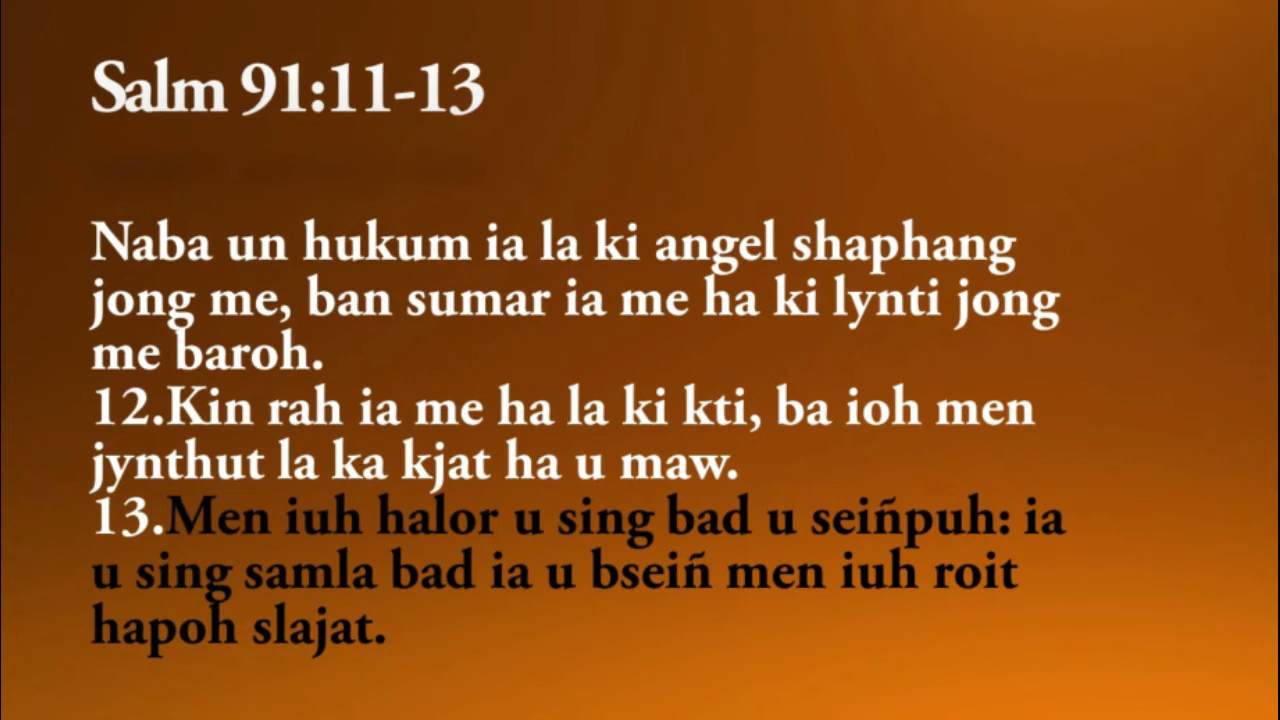 Salm 91:11-13
Naba un hukum ia la ki angel shaphang
jong me, ban sumar ia me ha ki lynti jong
me baroh.
12.Kin rah ia me ha la ki kti, ba ioh men
jynthut la ka kjat ha u maw.
13.Men iuh halor u sing bad u seiñpuh: ia
u sing samla bad ia u bseiñ men iuh roit
hapoh slajat.